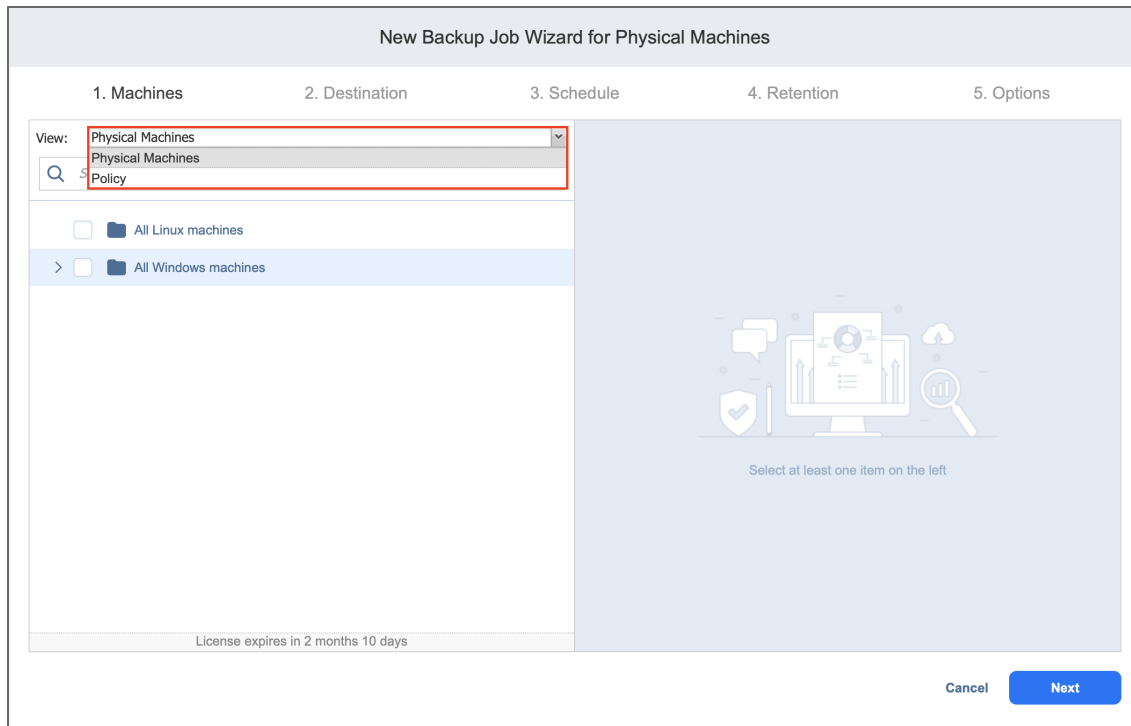 New Backup Job Wizard for Physical Machines
1. Machines 2. Destination 3. Schedule 4. Retention 5. Options
View: Physical Machines
Physical Machines
Policy
All Linux machines
All Windows machines
Select at least one item on the left
License expires in 2 months 10 days
Cancel Next